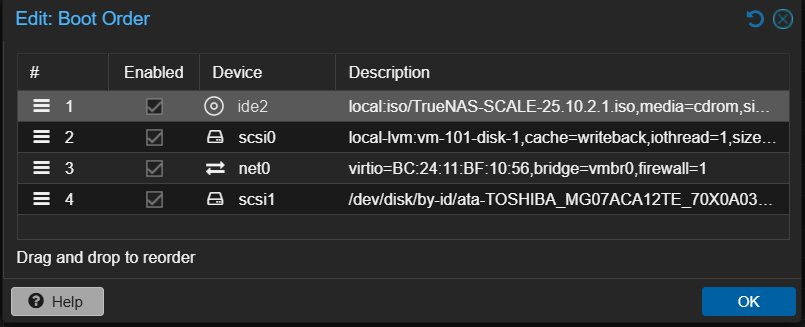 Edit: Boot Order
# Enabled Device Description
1 ide2 local:iso/TrueNAS-SCALE-25.10.2.1.iso,media=cdrom,si...
2 scsi0 local-lvm:vm-101-disk-1,cache=writeback,iothread=1,size...
3 net0 virtio=BC:24:11:BF:10:56,bridge=vmbr0,firewall=1
4 scsi1 /dev/disk/by-id/ata-TOSHIBA_MG07ACA12TE_70X0A03...
Drag and drop to reorder
? Help OK